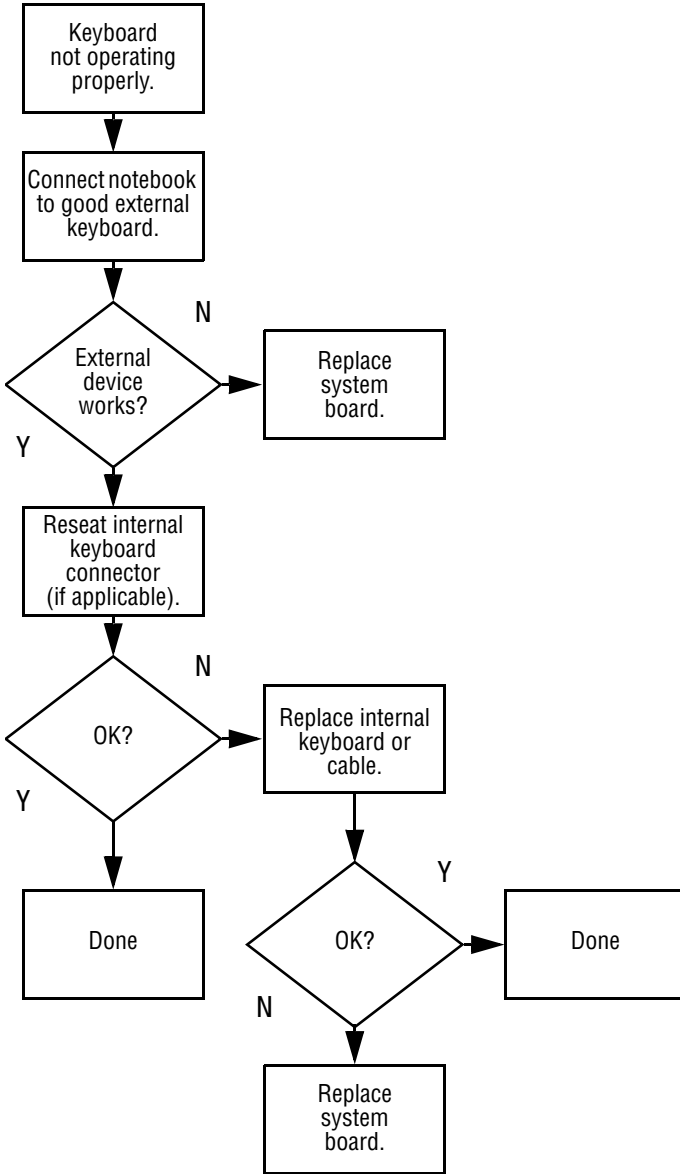 Keyboard
not operating
properly.
Connect notebook
to good external
keyboard.
N
External
device
works?
Replace
system
board.
Y
Reseat internal
keyboard
connector
(if applicable).
N
OK?
Replace internal
keyboard or
cable.
Y
Y
Done
OK?
Done
N
Replace
system
board.